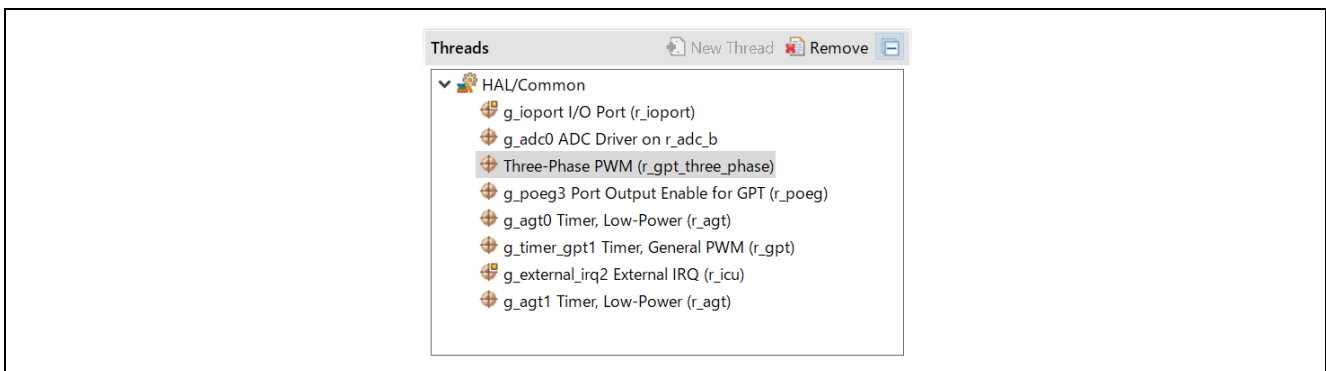 Threads New Thread Remove
HAL/Common
g_ioport I/O Port (r_ioport)
g_adc0 ADC Driver on r_adc_b
Three-Phase PWM (r_gpt_three_phase)
g_poeg3 Port Output Enable for GPT (r_poeg)
g_agt0 Timer, Low-Power (r_agt)
g_timer_gpt1 Timer, General PWM (r_gpt)
g_external_irq2 External IRQ (r_icu)
g_agt1 Timer, Low-Power (r_agt)